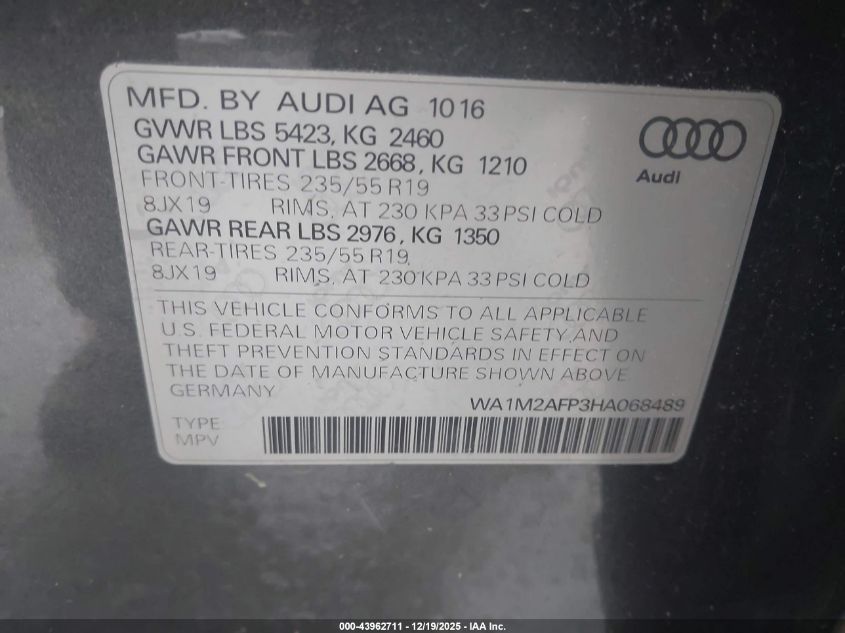 MFD. BY AUDI AG 1016
GVWR LBS 5423, KG 2460
GAWR FRONT LBS 2668, KG 1210
FRONT-TIRES 235/55 R19
8JX19 RIMS, AT 230 KPA 33 PSI COLD
GAWR REAR LBS 2976, KG 1350
REAR-TIRES 235/55 R19,
8JX19 RIMS, AT 230 KPA 33 PSI COLD
Audi
THIS VEHICLE CONFORMS TO ALL APPLICABLE
U.S. FEDERAL MOTOR VEHICLE SAFETY AND
THEFT PREVENTION STANDARDS IN EFFECT ON
THE DATE OF MANUFACTURE SHOWN ABOVE
GERMANY
WA1M2AFP3HA068489
TYPE
MPV
000-43962711 - 12/19/2025 - IAA Inc.